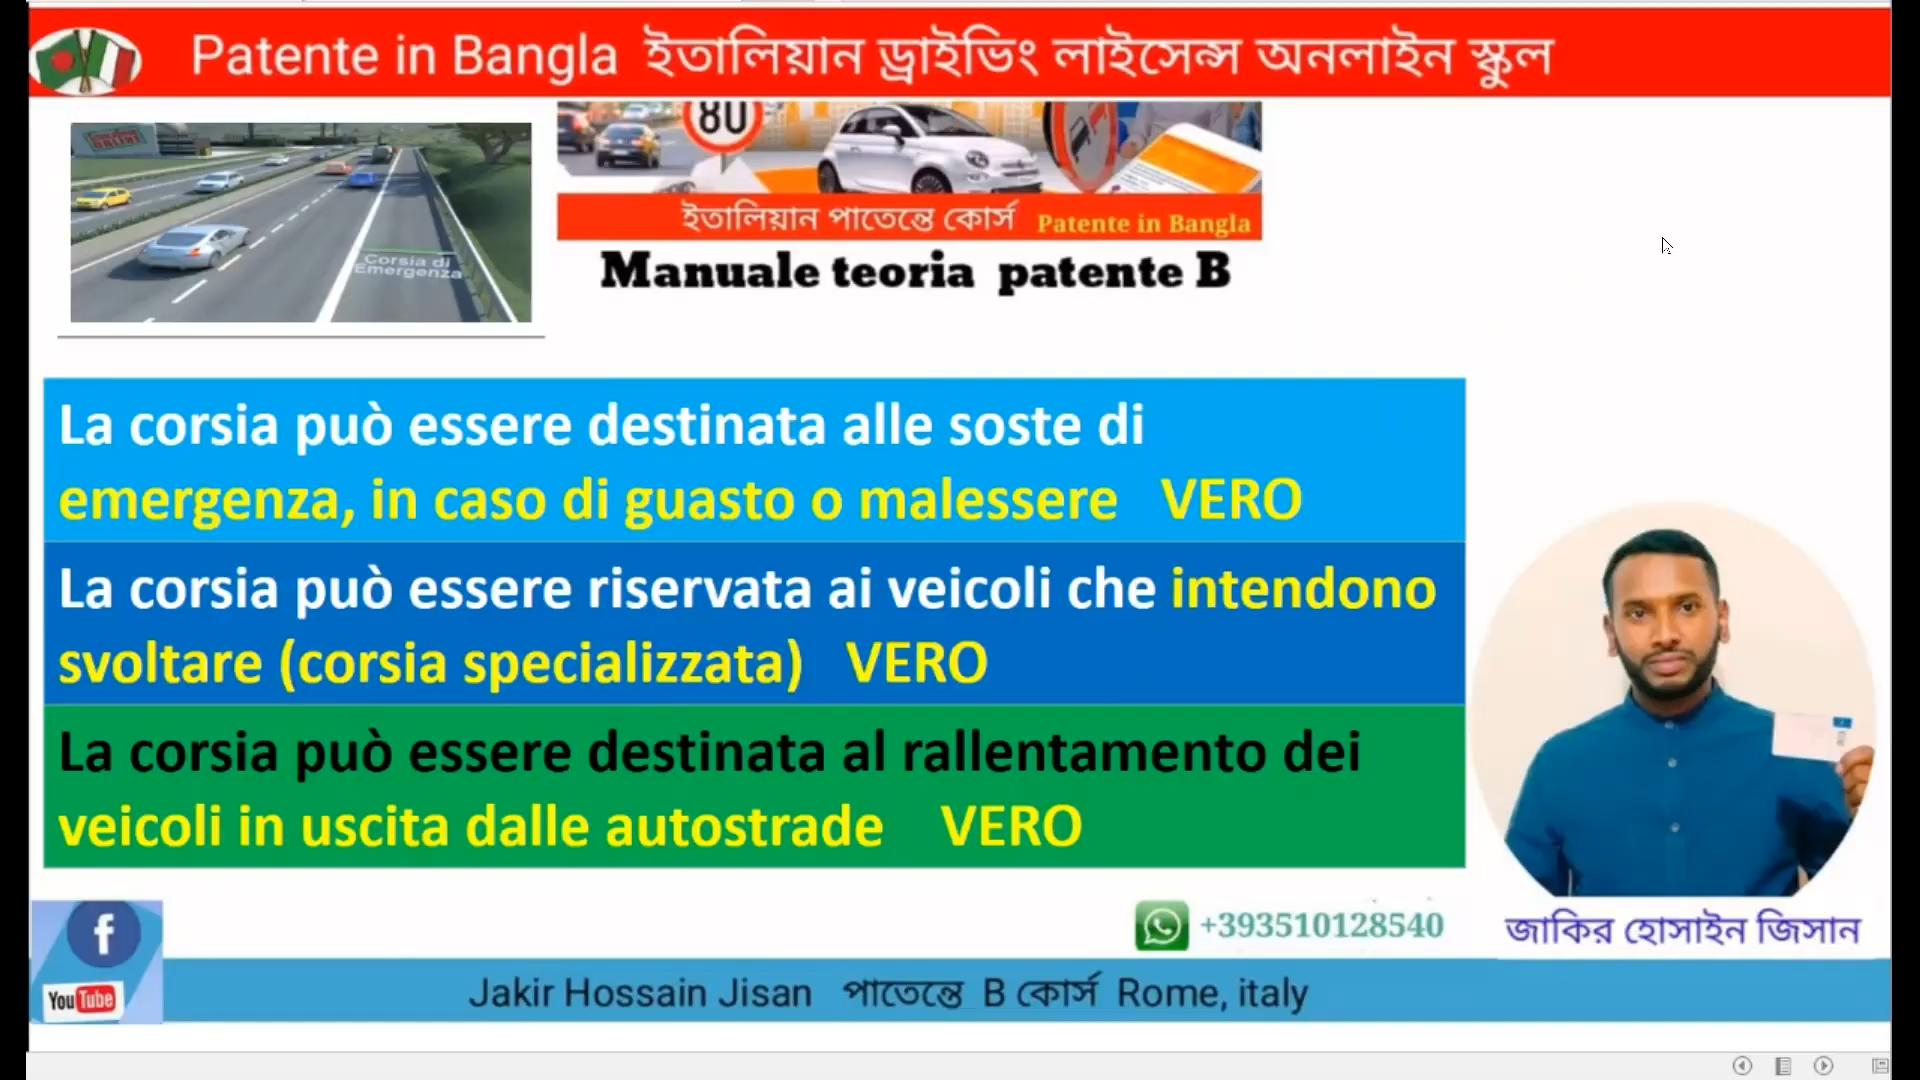 Patente in Bangla ইতালিয়ান ড্রাইভিং লাইসেন্স অনলাইন স্কুল
80
ইতালিয়ান পাতেন্তে কোর্স Patente in Bangla
Manuale teoria patente B
Corsia di
Emergenza
La corsia può essere destinata alle soste di
emergenza, in caso di guasto o malessere VERO
La corsia può essere riservata ai veicoli che intendono
svoltare (corsia specializzata) VERO
La corsia può essere destinata al rallentamento dei
veicoli in uscita dalle autostrade VERO
f
YouTube
+393510128540
জাকির হোসাইন জিসান
Jakir Hossain Jisan পাতেন্তে B কোর্স Rome, italy